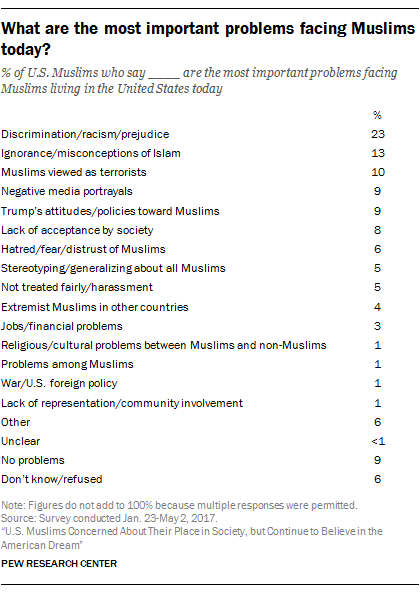 What are the most important problems facing Muslims
today?
% of U.S. Muslims who say _____ are the most important problems facing
Muslims living in the United States today
%
Discrimination/racism/prejudice 23
Ignorance/misconceptions of Islam 13
Muslims viewed as terrorists 10
Negative media portrayals 9
Trump's attitudes/policies toward Muslims 9
Lack of acceptance by society 8
Hatred/fear/distrust of Muslims 6
Stereotyping/generalizing about all Muslims 5
Not treated fairly/harassment 5
Extremist Muslims in other countries 4
Jobs/financial problems 3
Religious/cultural problems between Muslims and non-Muslims 1
Problems among Muslims 1
War/U.S. foreign policy 1
Lack of representation/community involvement 1
Other 6
Unclear <1
No problems 9
Don't know/refused 6
Note: Figures do not add to 100% because multiple responses were permitted.
Source: Survey conducted Jan. 23-May 2, 2017.
"U.S. Muslims Concerned About Their Place in Society, but Continue to Believe in the
American Dream"
PEW RESEARCH CENTER